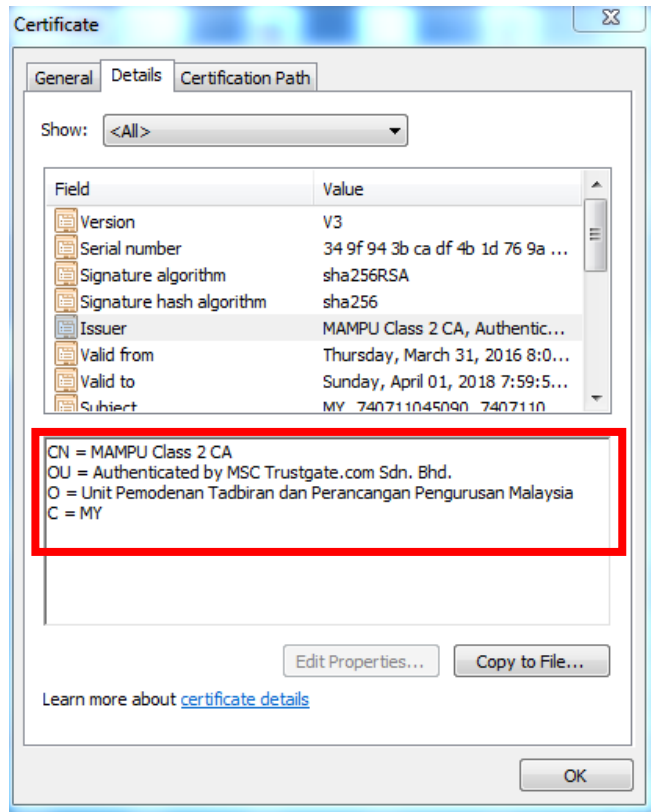 Certificate
General Details Certification Path
Show: <All>
Field Value
Version V3
Serial number 34 9f 94 3b ca df 4b 1d 76 9a ...
Signature algorithm sha256RSA
Signature hash algorithm sha256
Issuer MAMPU Class 2 CA, Authentic...
Valid from Thursday, March 31, 2016 8:0...
Valid to Sunday, April 01, 2018 7:59:5...
Subject MY, 740711045090, 7407110...
CN = MAMPU Class 2 CA
OU = Authenticated by MSC Trustgate.com Sdn. Bhd.
O = Unit Pemodenan Tadbiran dan Perancangan Pengurusan Malaysia
C = MY
Edit Properties... Copy to File...
Learn more about certificate details
OK